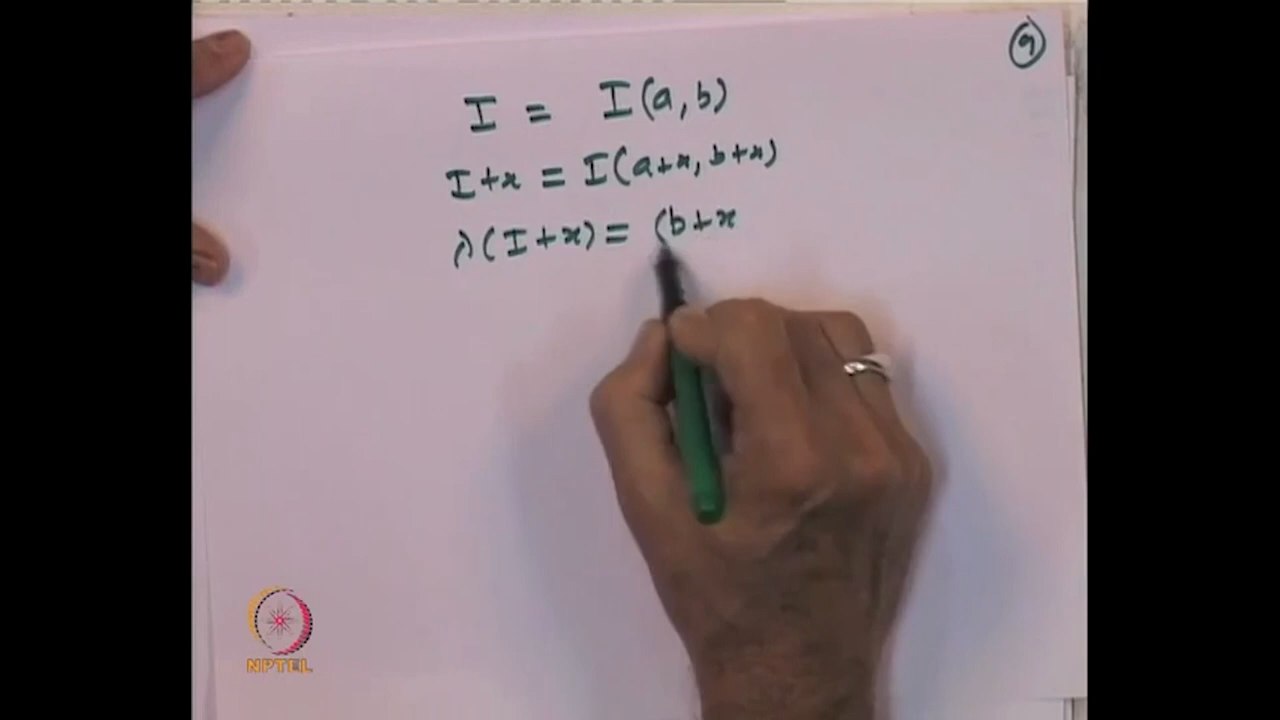 9
I = I(a, b)
I+x = I(a+x, b+x)
λ(I+x) = (b+x
NPTEL